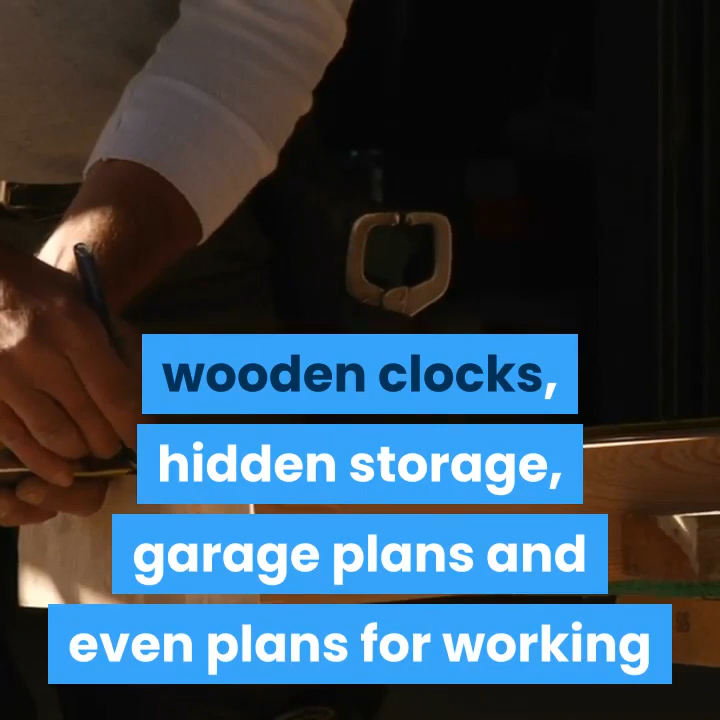 wooden clocks,
hidden storage,
garage plans and
even plans for working